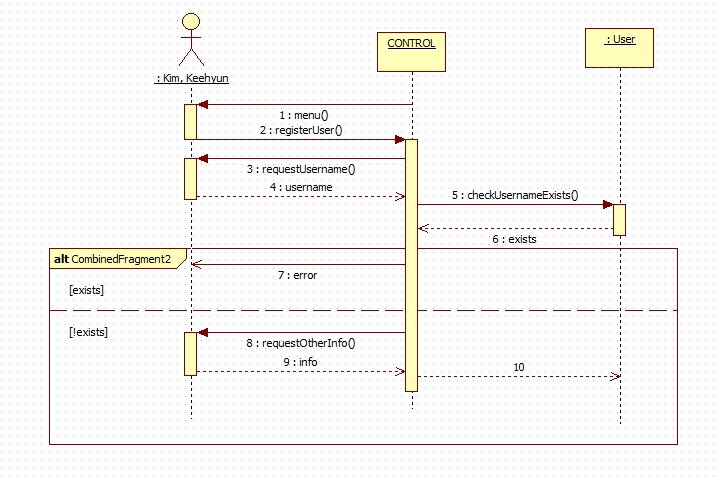 CONTROL
: User
: Kim, Keehyun
1 : menu()
2 : registerUser()
3 : requestUsername()
4 : username
5 : checkUsernameExists()
6 : exists
alt CombinedFragment2
7 : error
[exists]
[!exists]
8 : requestOtherInfo()
9 : info
10